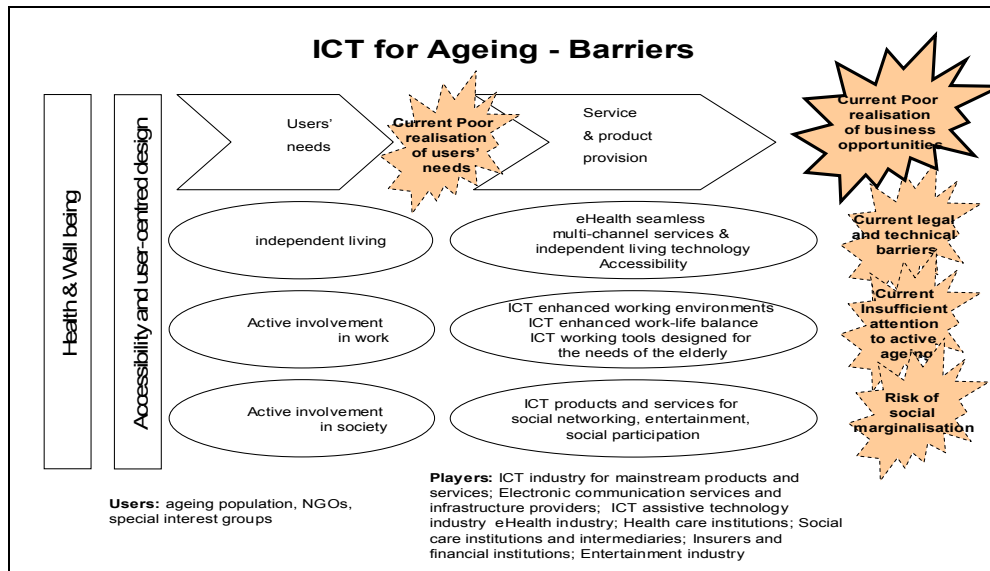 ICT for Ageing - Barriers
Health & Well being
Accessibility and user-centred design
Users'
needs
Current Poor
realisation
of users'
needs
Service
& product
provision
Current Poor
realisation
of business
opportunities
independent living
eHealth seamless
multi-channel services &
independent living technology
Accessibility
Current legal
and technical
barriers
Active involvement
in work
ICT enhanced working environments
ICT enhanced work-life balance
ICT working tools designed for
the needs of the elderly
Current
Insufficient
attention
to active
ageing
Active involvement
in society
ICT products and services for
social networking, entertainment,
social participation
Risk of
social
marginalisation
Users: ageing population, NGOs,
special interest groups
Players: ICT industry for mainstream products and
services; Electronic communication services and
infrastructure providers; ICT assistive technology
industry eHealth industry; Health care institutions; Social
care institutions and intermediaries; Insurers and
financial institutions; Entertainment industry